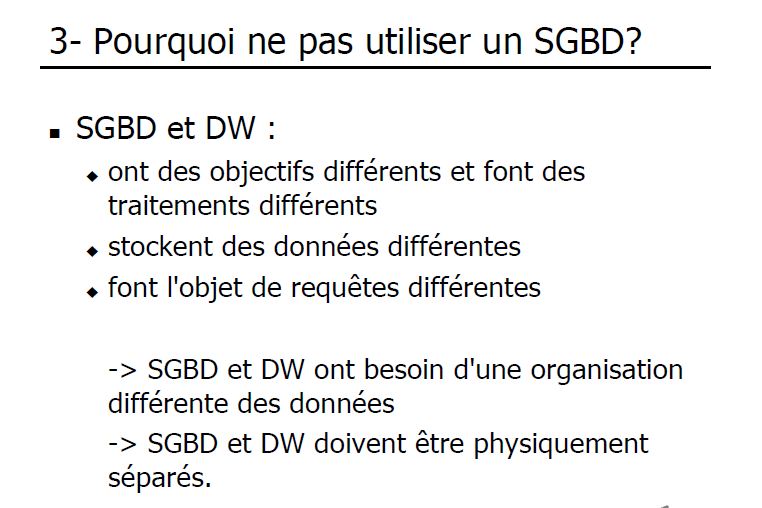 3- Pourquoi ne pas utiliser un SGBD?
SGBD et DW :
ont des objectifs différents et font des
traitements différents
stockent des données différentes
font l'objet de requêtes différentes
-> SGBD et DW ont besoin d'une organisation
différente des données
-> SGBD et DW doivent être physiquement
séparés.